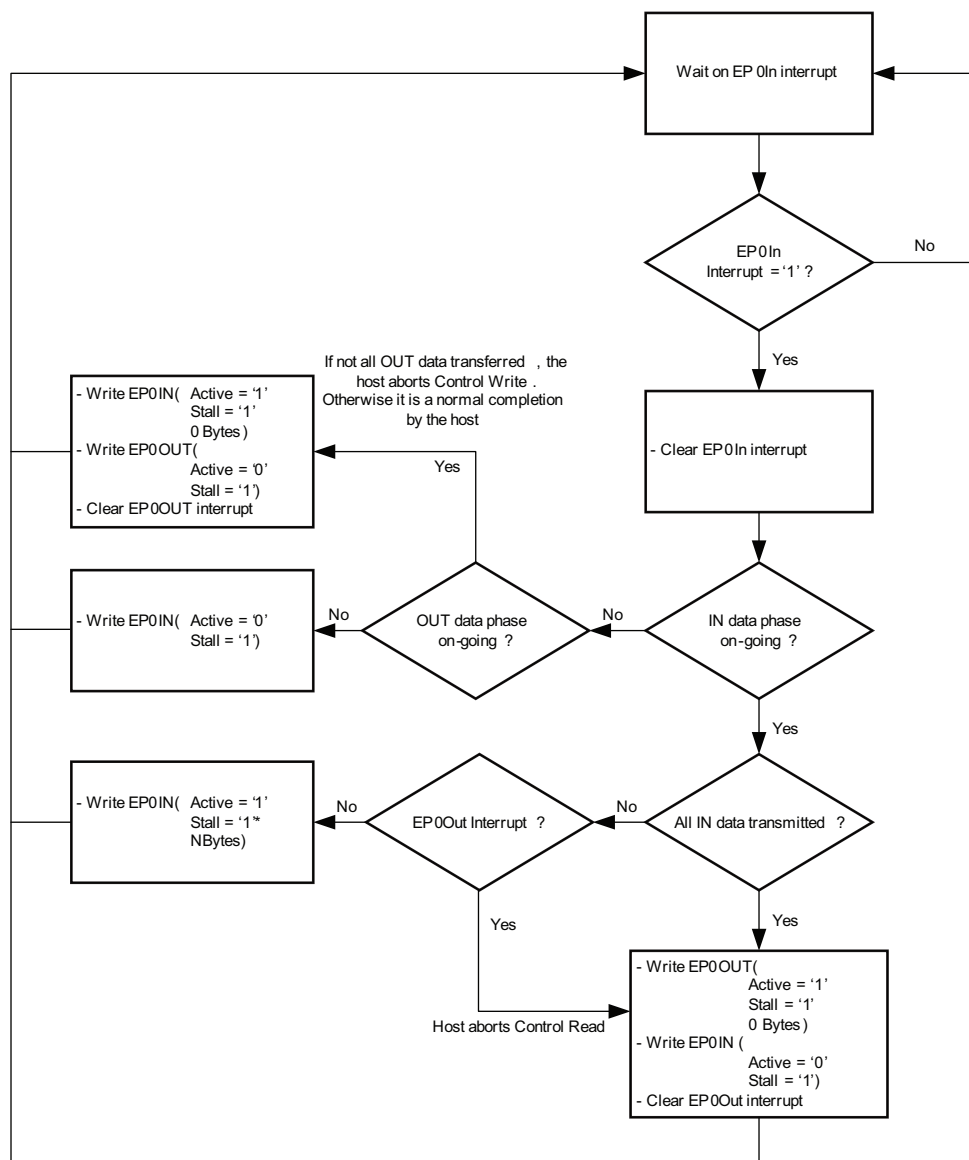 Wait on EP0In interrupt
EP0In
Interrupt = ‘1’ ?
No
Yes
If not all OUT data transferred , the
host aborts Control Write .
Otherwise it is a normal completion
by the host
- Write EP0IN( Active = ‘1’
Stall = ‘1’
0 Bytes)
- Write EP0OUT(
Active = ‘0’
Stall = ‘1’)
- Clear EP0OUT interrupt
Yes
- Clear EP0In interrupt
- Write EP0IN( Active = ‘0’
Stall = ‘1’)
No
OUT data phase
on-going ?
No
IN data phase
on-going ?
Yes
- Write EP0IN( Active = ‘1’
Stall = ‘1’*
NBytes)
No
EP0Out Interrupt ?
No
All IN data transmitted ?
Yes
Yes
Host aborts Control Read
- Write EP0OUT(
Active = ‘1’
Stall = ‘1’
0 Bytes)
- Write EP0IN (
Active = ‘0’
Stall = ‘1’)
- Clear EP0Out interrupt